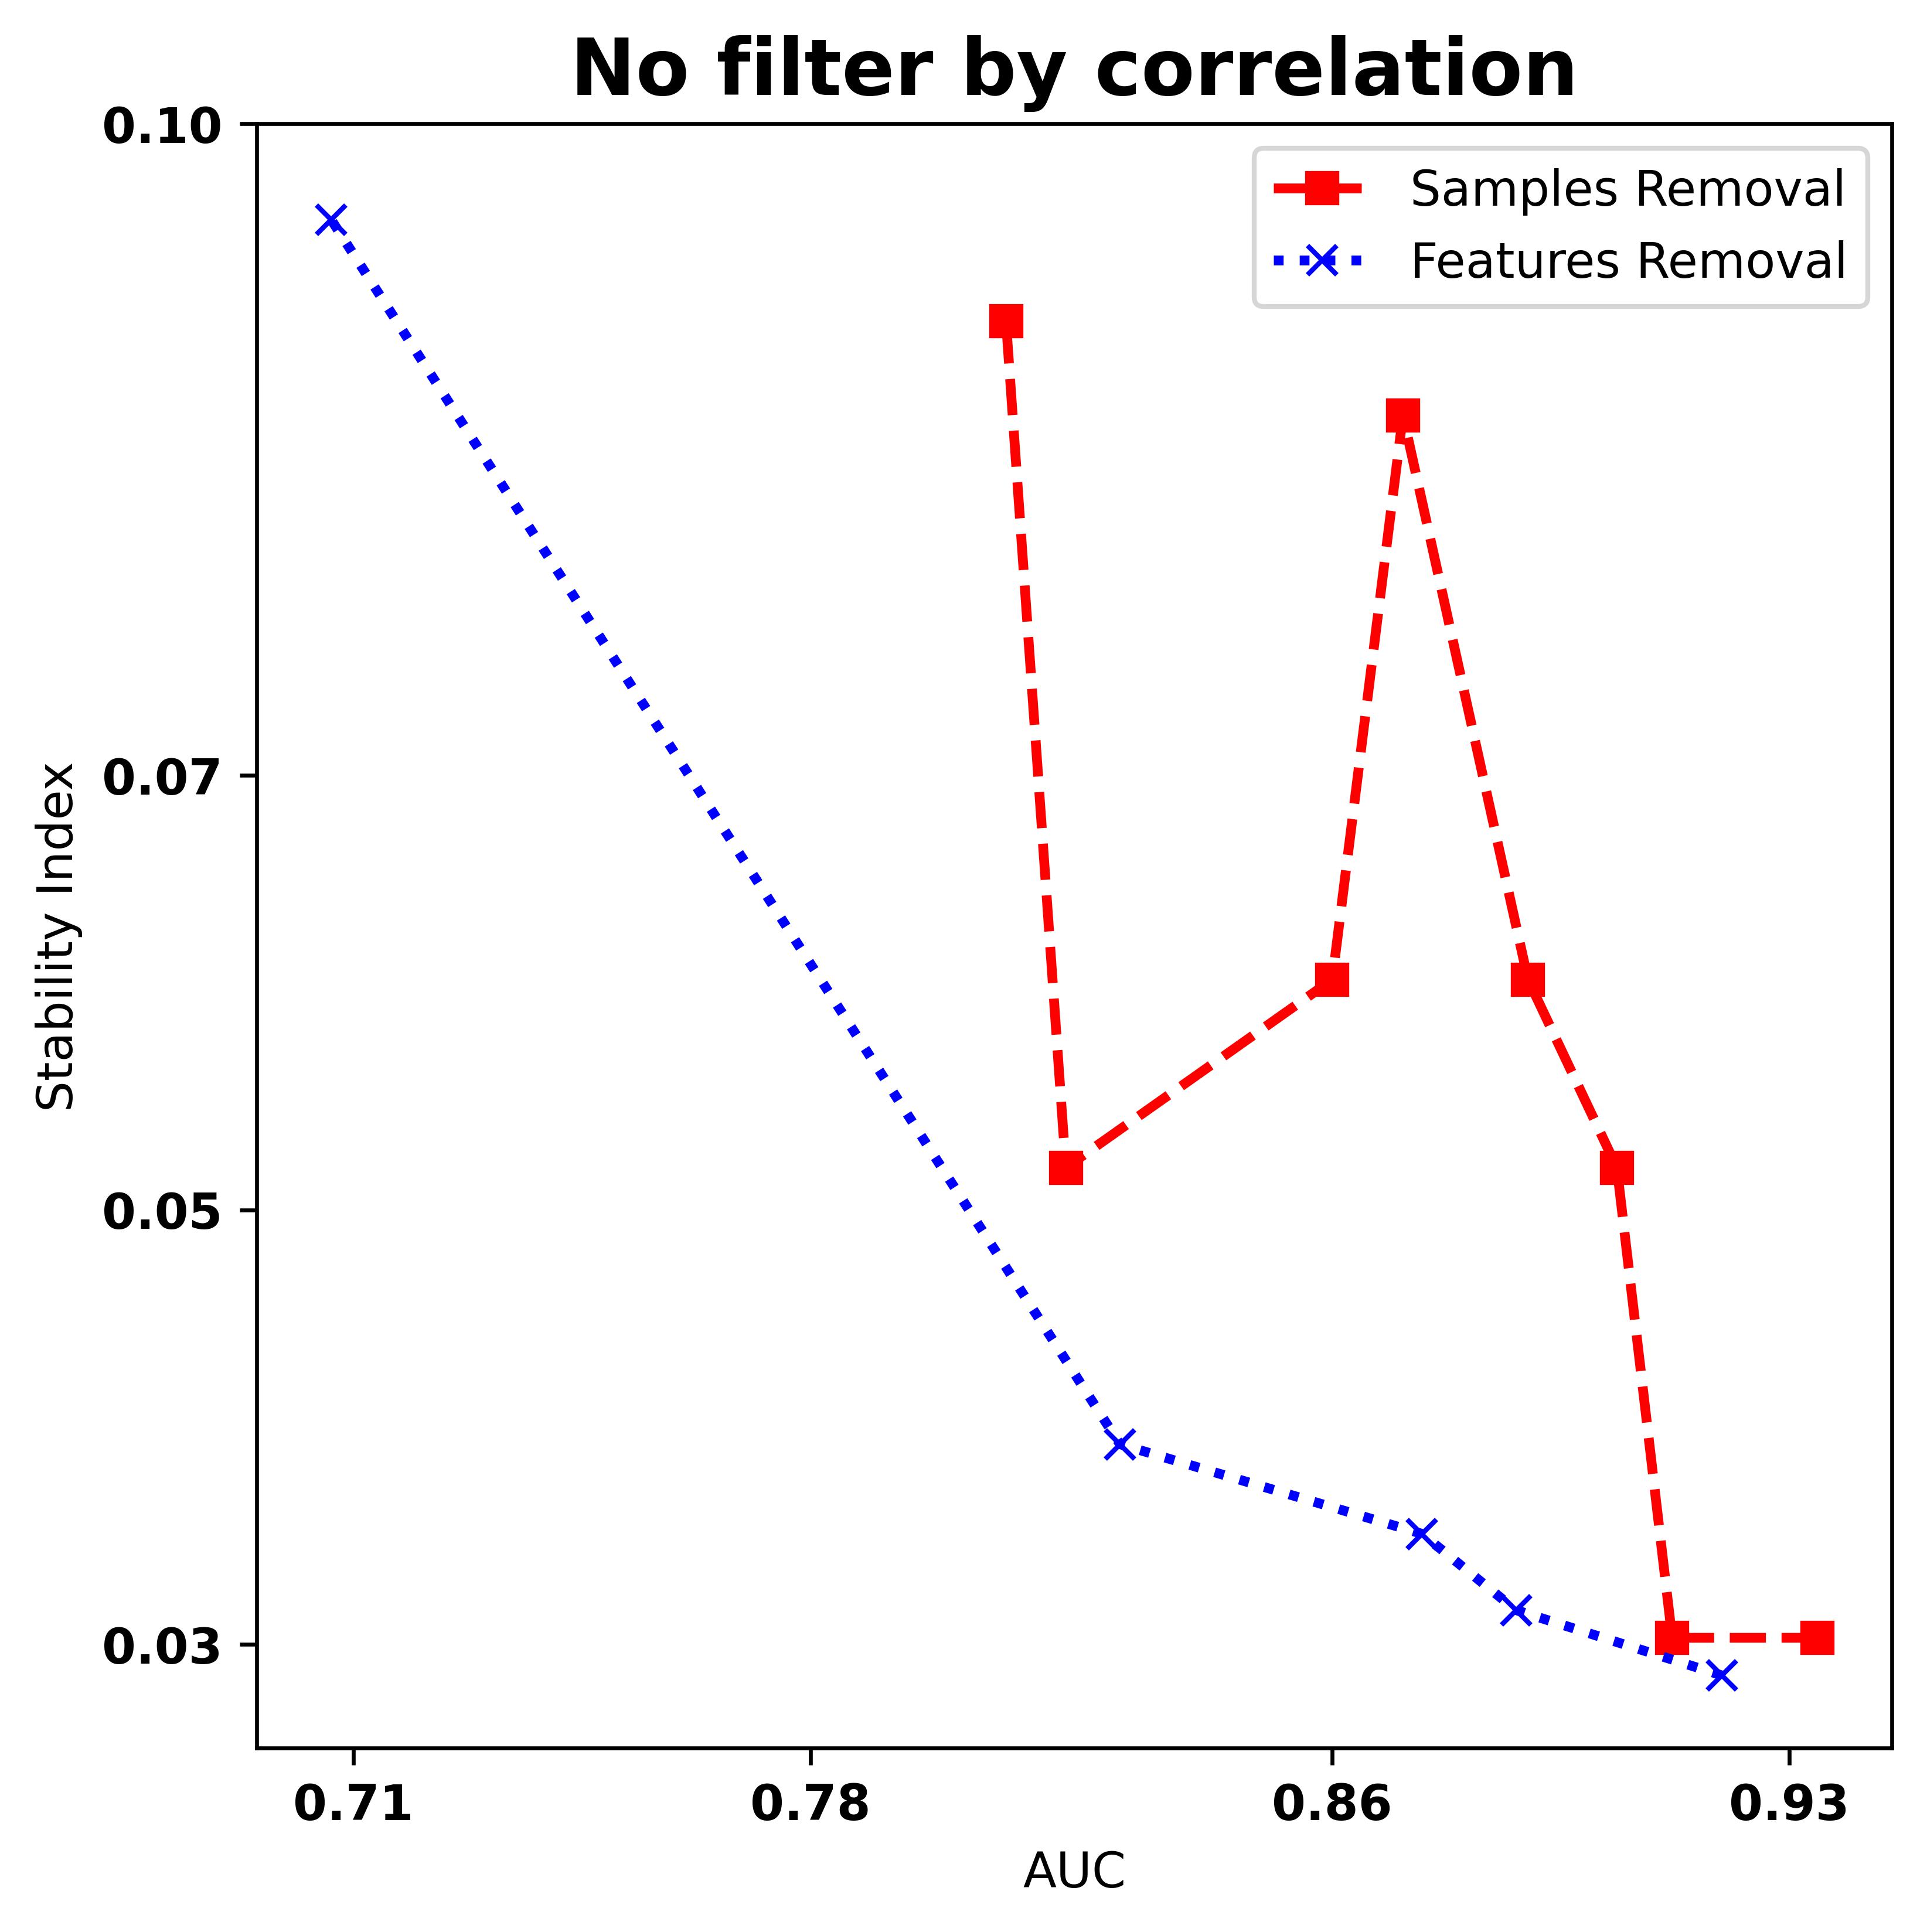 No filter by correlation
0.10
Samples Removal
Features Removal
0.07
Stability Index
0.05
0.03
0.71 0.78 0.86 0.93
AUC